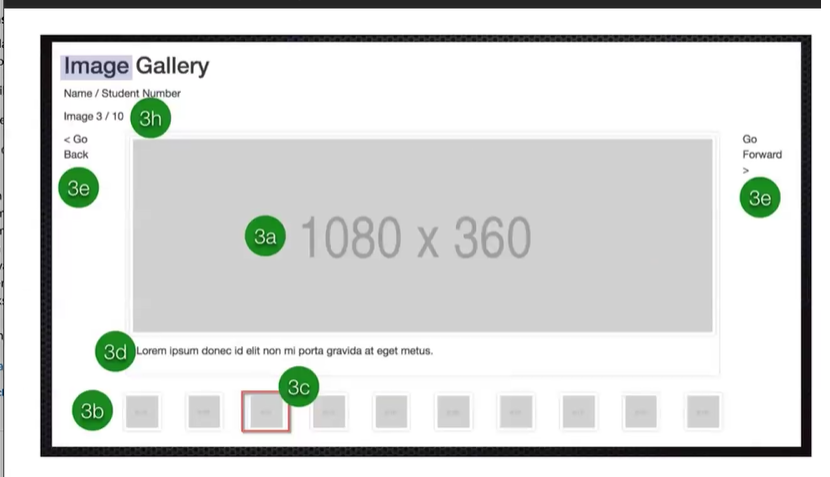 Image Gallery
Name / Student Number
Image 3 / 10
3h
< Go
Back
3e
Go
Forward
>
3e
3a
1080 x 360
3d
Lorem ipsum donec id elit non mi porta gravida at eget metus.
3c
3b